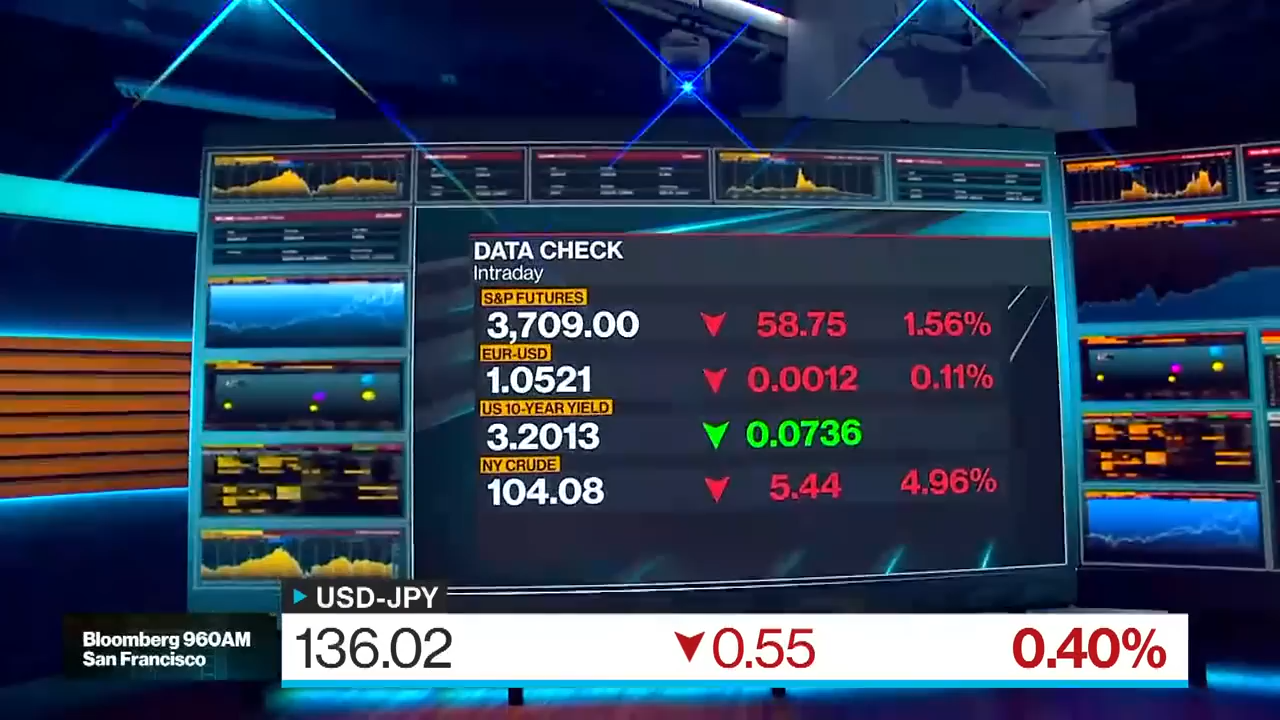 DATA CHECK
Intraday
S&P FUTURES
3,709.00 ▼ 58.75 1.56%
EUR-USD
1.0521 ▼ 0.0012 0.11%
US 10-YEAR YIELD
3.2013 ▼ 0.0736
NY CRUDE
104.08 ▼ 5.44 4.96%
USD-JPY
Bloomberg 960AM
San Francisco
136.02 ▼0.55 0.40%